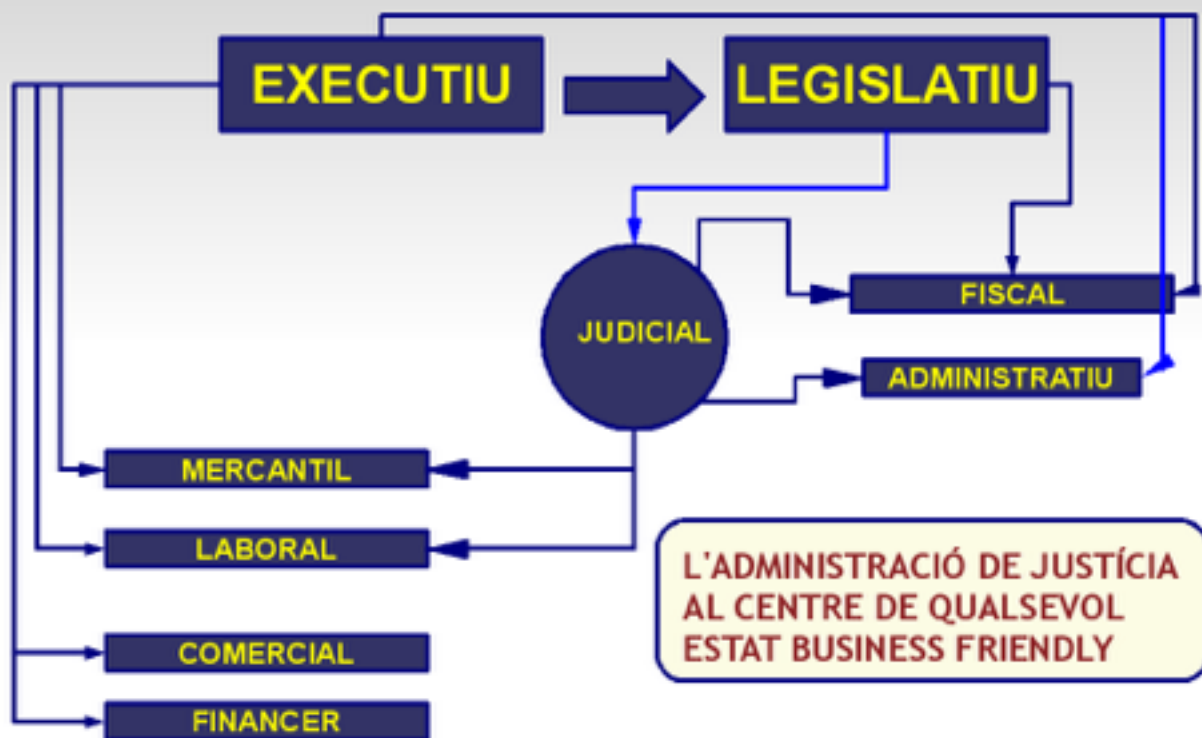 EXECUTIU
LEGISLATIU
FISCAL
JUDICIAL
ADMINISTRATIU
MERCANTIL
LABORAL
L'ADMINISTRACIÓ DE JUSTÍCIA
AL CENTRE DE QUALSEVOL
ESTAT BUSINESS FRIENDLY
COMERCIAL
FINANCER